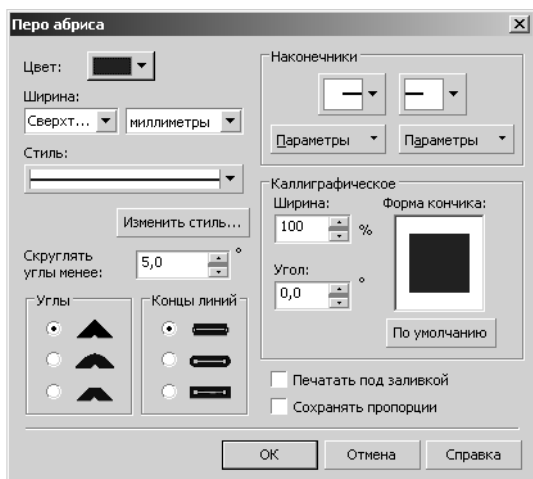 Перо абриса
Цвет:
Ширина:
Сверхт... миллиметры
Стиль:
Изменить стиль...
Скруглять
углы менее:
5,0 °
Углы
Концы линий
Наконечники
Параметры Параметры
Каллиграфическое
Ширина:
100 %
Угол:
0,0 °
Форма кончика:
По умолчанию
Печатать под заливкой
Сохранять пропорции
ОК Отмена Справка